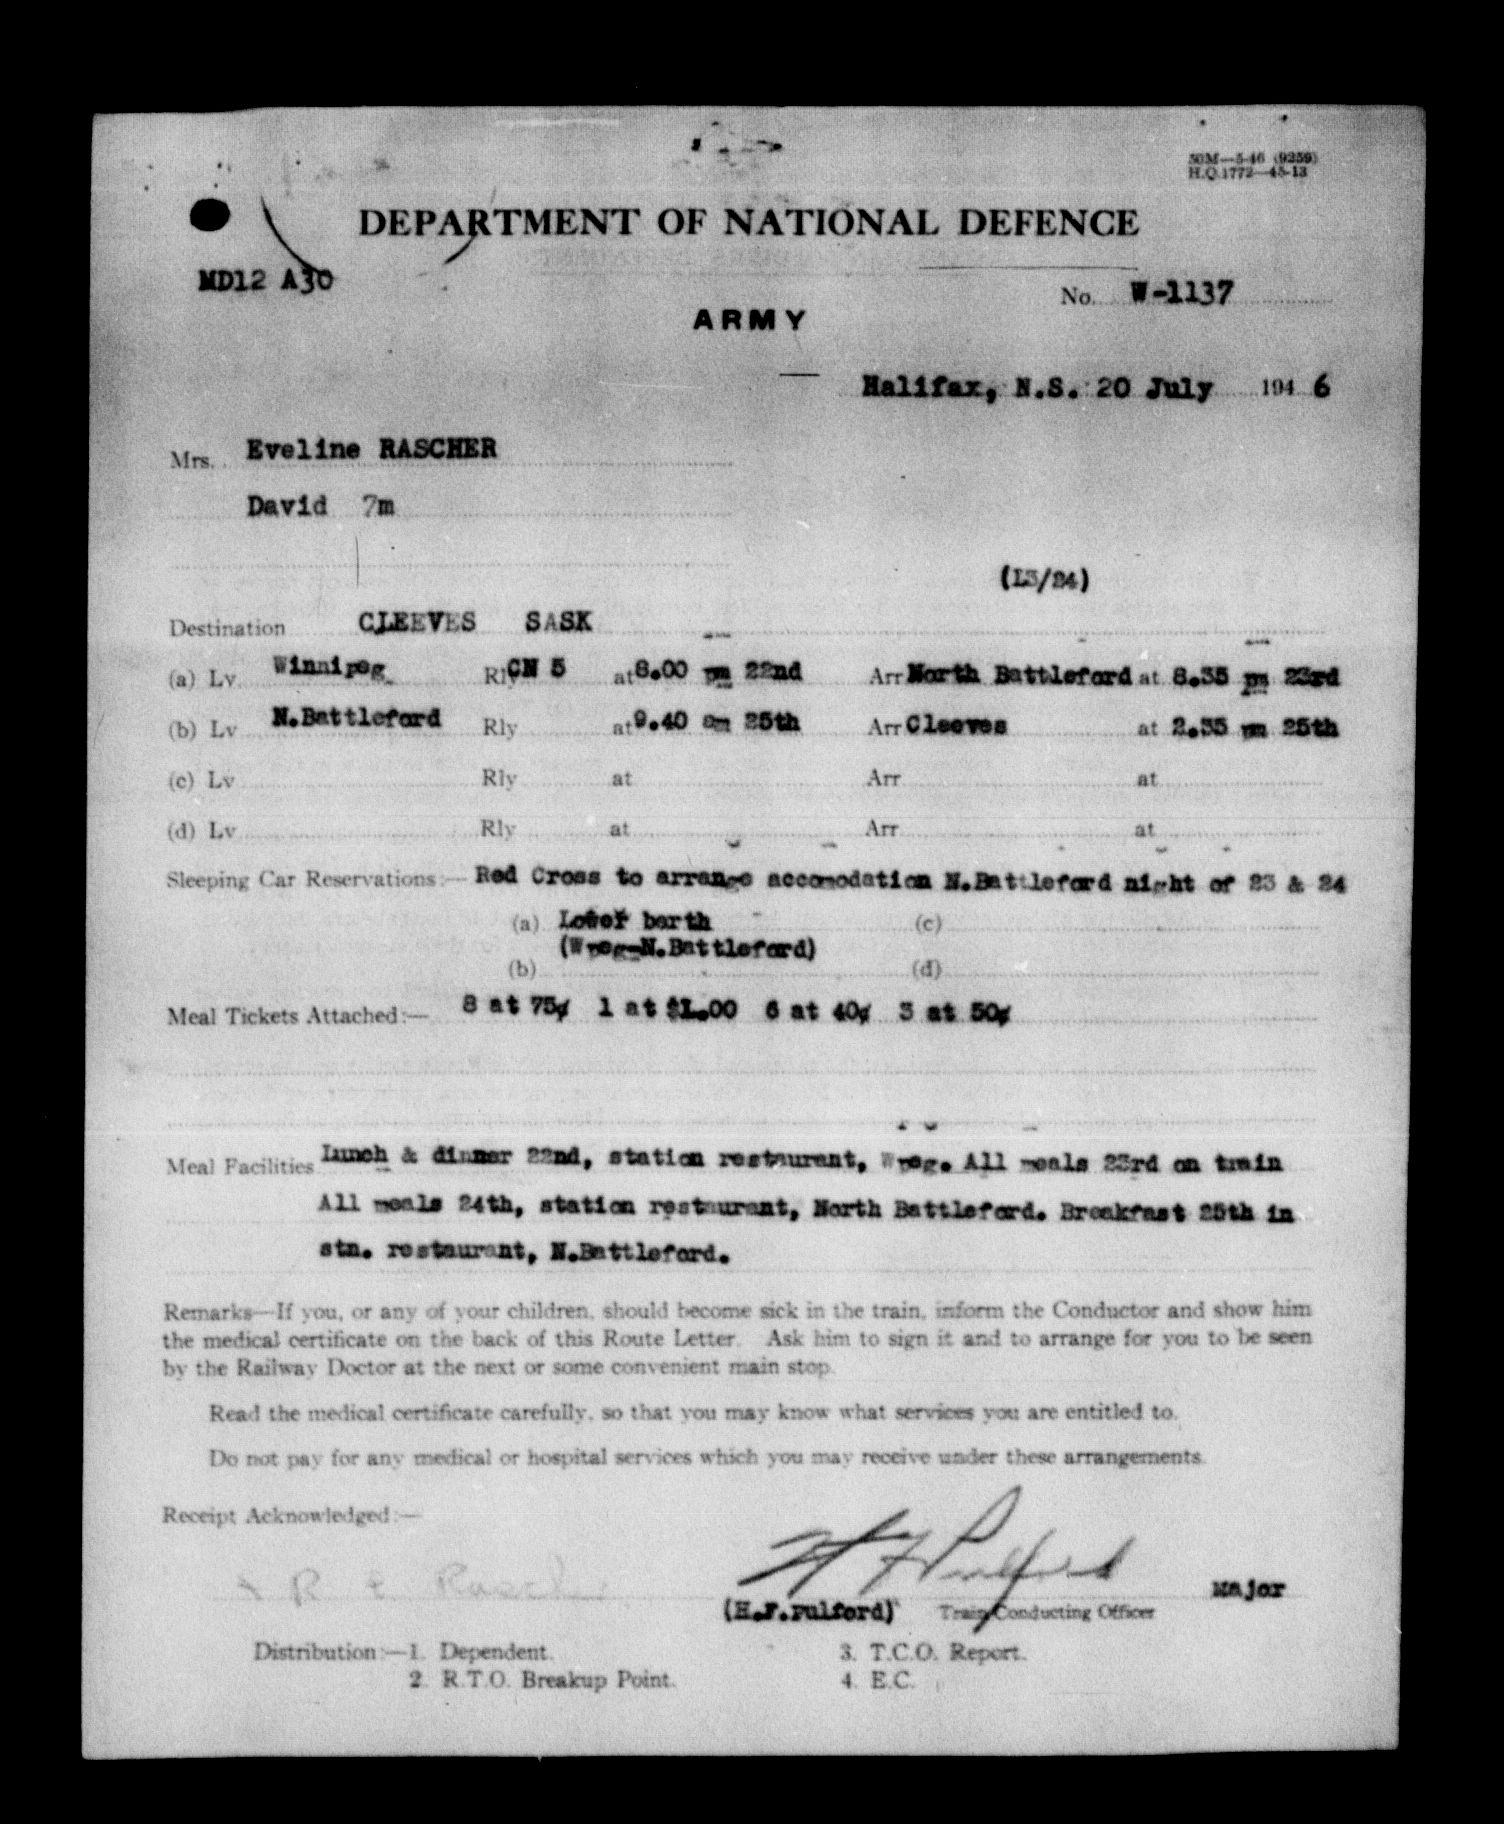 50M—5-46 (9259)
H.Q.1772—45-13
DEPARTMENT OF NATIONAL DEFENCE
MD12 A30
No. W-1137
ARMY
Halifax, N.S. 20 July 1946
Mrs. Eveline RASCHER
David 7m
(L3/24)
Destination CLEEVES SASK
(a) Lv. Winnipeg Rly CN 5 at 8.00 pm 22nd Arr North Battleford at 8.35 pm 23rd
(b) Lv N.Battleford Rly at 9.40 am 25th Arr Cleeves at 2.35 pm 25th
(c) Lv Rly at Arr at
(d) Lv Rly at Arr at
Sleeping Car Reservations:— Red Cross to arrange accomodation N.Battleford night of 23 & 24
(a) Lower berth (c)
(Wpeg-N.Battleford)
(b) (d)
Meal Tickets Attached:— 8 at 75¢ 1 at $1.00 6 at 40¢ 3 at 50¢
Meal Facilities Lunch & dinner 22nd, station restaurant, Wpeg. All meals 23rd on train
All meals 24th, station restaurant, North Battleford. Breakfast 25th in
stn. restaurant, N.Battleford.
Remarks—If you, or any of your children, should become sick in the train, inform the Conductor and show him
the medical certificate on the back of this Route Letter. Ask him to sign it and to arrange for you to be seen
by the Railway Doctor at the next or some convenient main stop.
Read the medical certificate carefully, so that you may know what services you are entitled to.
Do not pay for any medical or hospital services which you may receive under these arrangements.
Receipt Acknowledged:—
x R E Rascher
H F Pulford
Major
(H.F.Pulford) Train Conducting Officer
Distribution:—1. Dependent. 3. T.C.O. Report.
2. R.T.O. Breakup Point. 4. E.C.